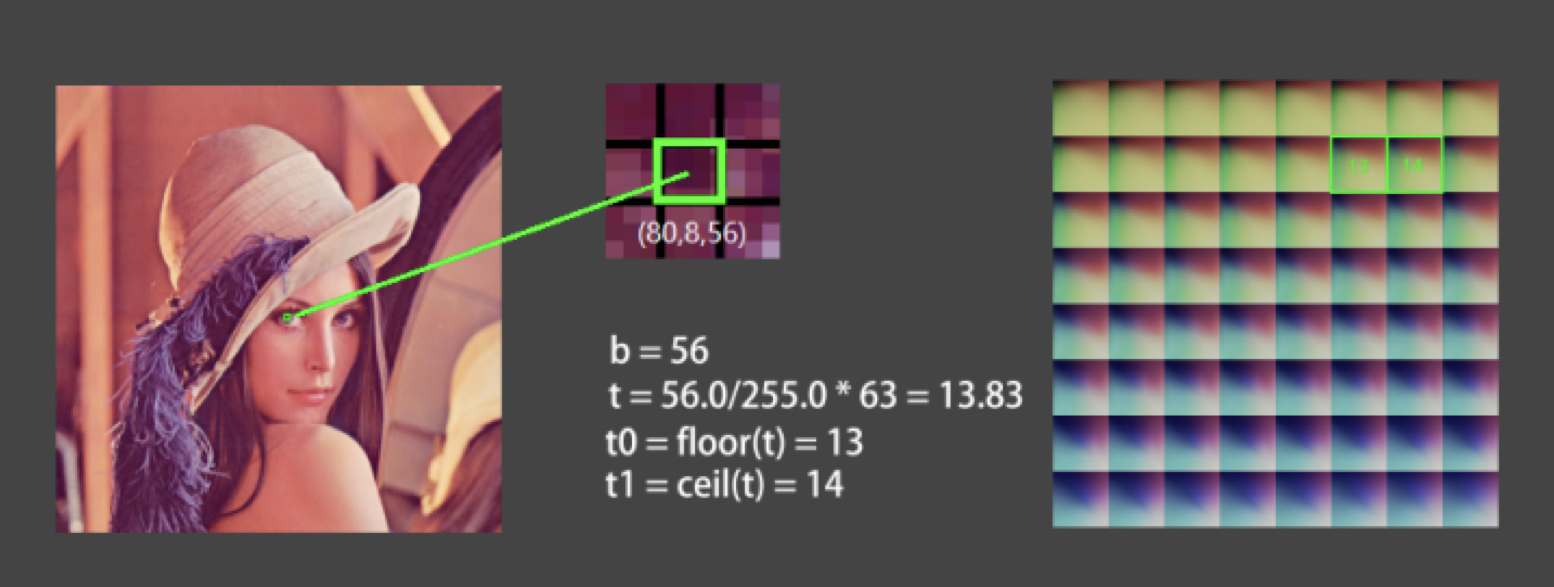 (80,8,56)
b = 56
t = 56.0/255.0 * 63 = 13.83
t0 = floor(t) = 13
t1 = ceil(t) = 14
13 14